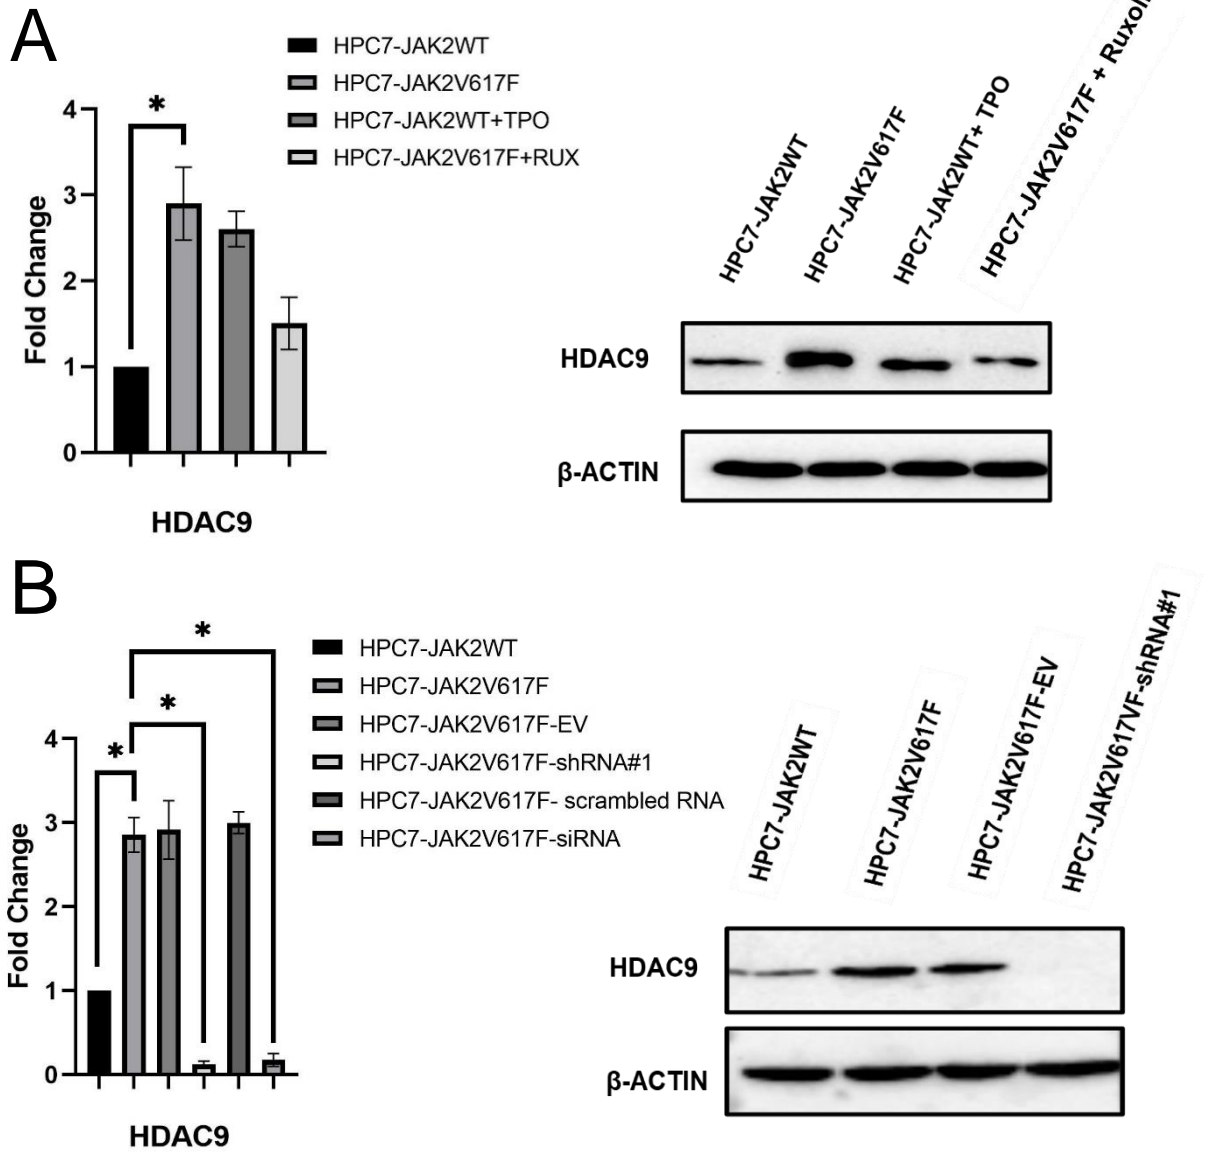 A
HPC7-JAK2WT
HPC7-JAK2V617F
HPC7-JAK2WT+TPO
HPC7-JAK2V617F+RUX
*
4
3
2
1
0
Fold Change
HDAC9
HPC7-JAK2WT
HPC7-JAK2V617F
HPC7-JAK2WT+ TPO
HPC7-JAK2V617F +
HDAC9
β-ACTIN
B
HPC7-JAK2WT
HPC7-JAK2V617F
HPC7-JAK2V617F-EV
HPC7-JAK2V617F-shRNA#1
HPC7-JAK2V617F- scrambled RNA
HPC7-JAK2V617F-siRNA
*
*
*
4
3
2
1
0
Fold Change
HDAC9
HPC7-JAK2WT
HPC7-JAK2V617F
HPC7-JAK2V617F-EV
HPC7-JAK2V617VF-shRNA#1
HDAC9
β-ACTIN